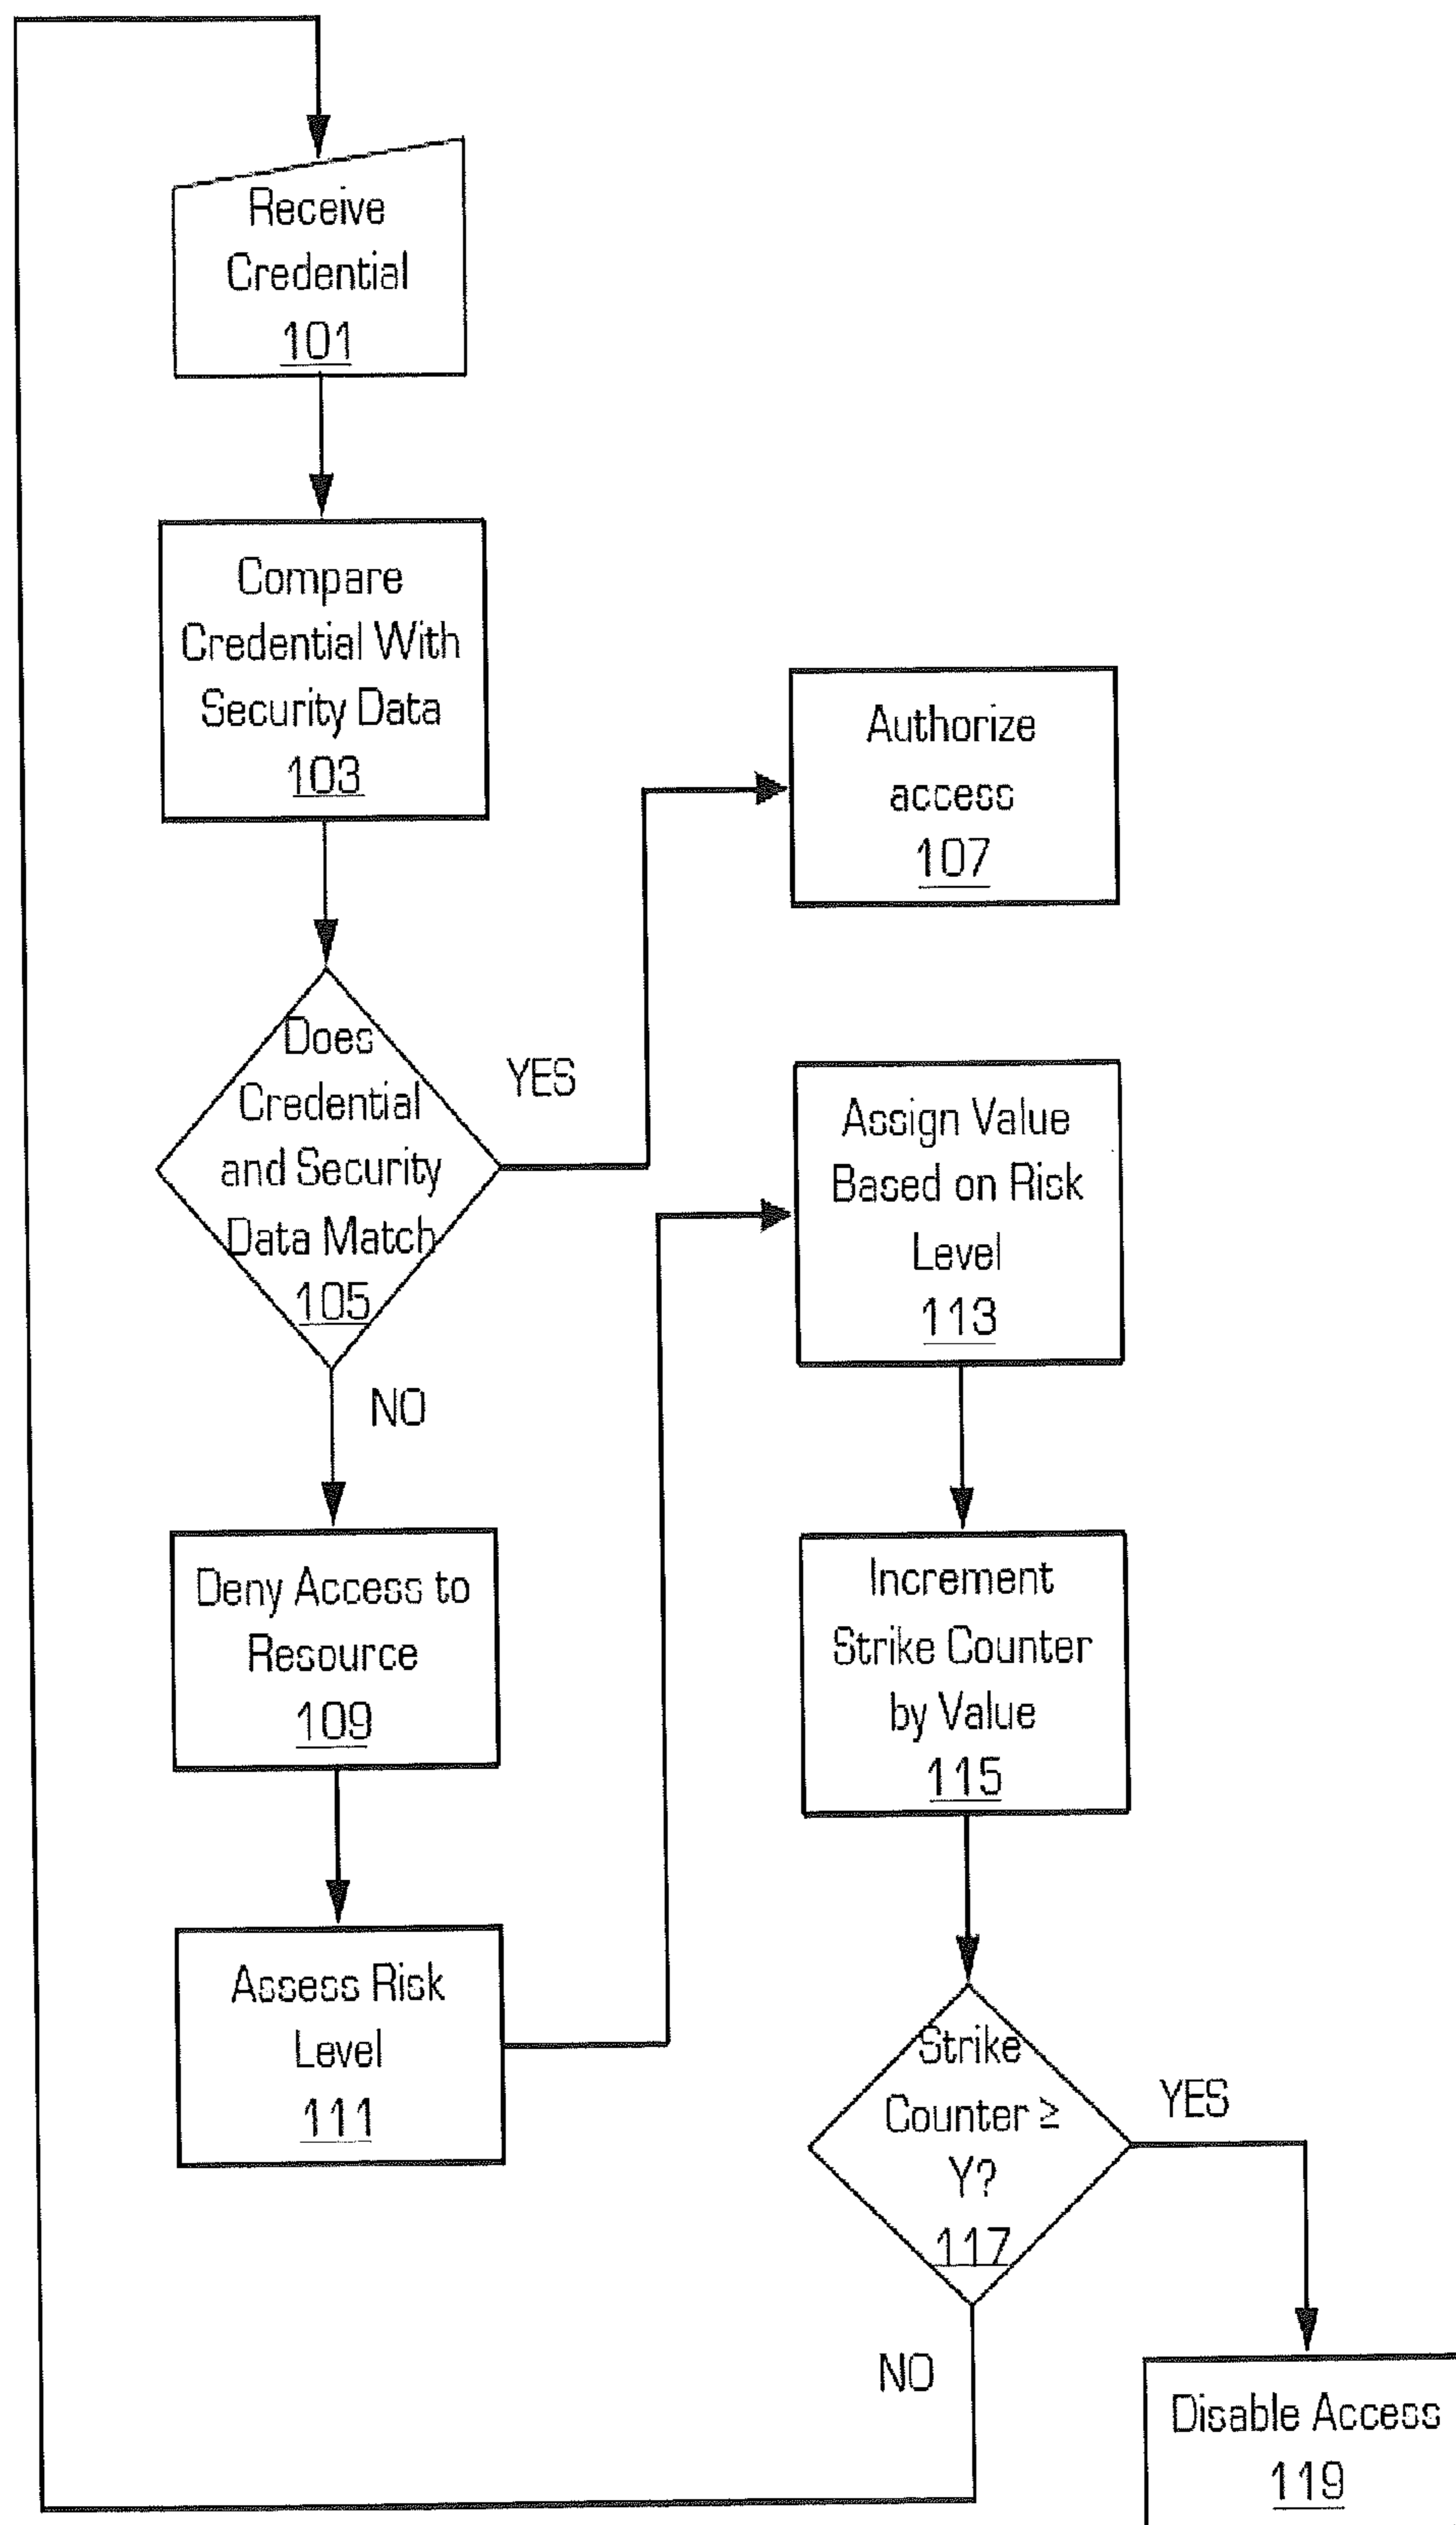 Receive
Credential
101
Compare
Credential With
Security Data
103
Does
Credential
and Security
Data Match
105
YES
NO
Authorize
access
107
Deny Access to
Resource
109
Assess Risk
Level
111
Assign Value
Based on Risk
Level
113
Increment
Strike Counter
by Value
115
Strike
Counter ≥
Y?
117
YES
NO
Disable Access
119